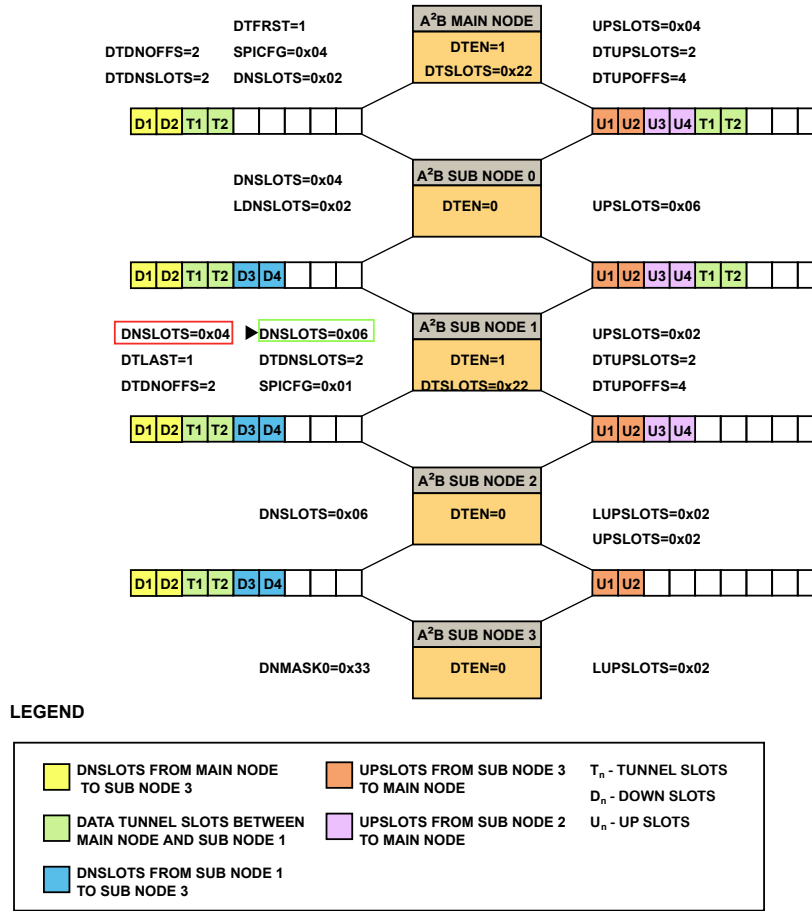 A²B MAIN NODE
DTFRST=1
UPSLOTS=0x04
DTDNOFFS=2
SPICFG=0x04
DTEN=1
DTUPSLOTS=2
DTDNSLOTS=2
DNSLOTS=0x02
DTSLOTS=0x22
DTUPOFFS=4
D1 D2 T1 T2
U1 U2 U3 U4 T1 T2
A²B SUB NODE 0
DNSLOTS=0x04
LDNSLOTS=0x02
DTEN=0
UPSLOTS=0x06
D1 D2 T1 T2 D3 D4
U1 U2 U3 U4 T1 T2
A²B SUB NODE 1
DNSLOTS=0x04
DNSLOTS=0x06
UPSLOTS=0x02
DTLAST=1
DTDNSLOTS=2
DTEN=1
DTUPSLOTS=2
DTDNOFFS=2
SPICFG=0x01
DTSLOTS=0x22
DTUPOFFS=4
D1 D2 T1 T2 D3 D4
U1 U2 U3 U4
A²B SUB NODE 2
DNSLOTS=0x06
DTEN=0
LUPSLOTS=0x02
UPSLOTS=0x02
D1 D2 T1 T2 D3 D4
U1 U2
A²B SUB NODE 3
DNMASK0=0x33
DTEN=0
LUPSLOTS=0x02
LEGEND
DNSLOTS FROM MAIN NODE
TO SUB NODE 3
DATA TUNNEL SLOTS BETWEEN
MAIN NODE AND SUB NODE 1
DNSLOTS FROM SUB NODE 1
TO SUB NODE 3
UPSLOTS FROM SUB NODE 3
TO MAIN NODE
UPSLOTS FROM SUB NODE 2
TO MAIN NODE
Tn - TUNNEL SLOTS
Dn - DOWN SLOTS
Un - UP SLOTS